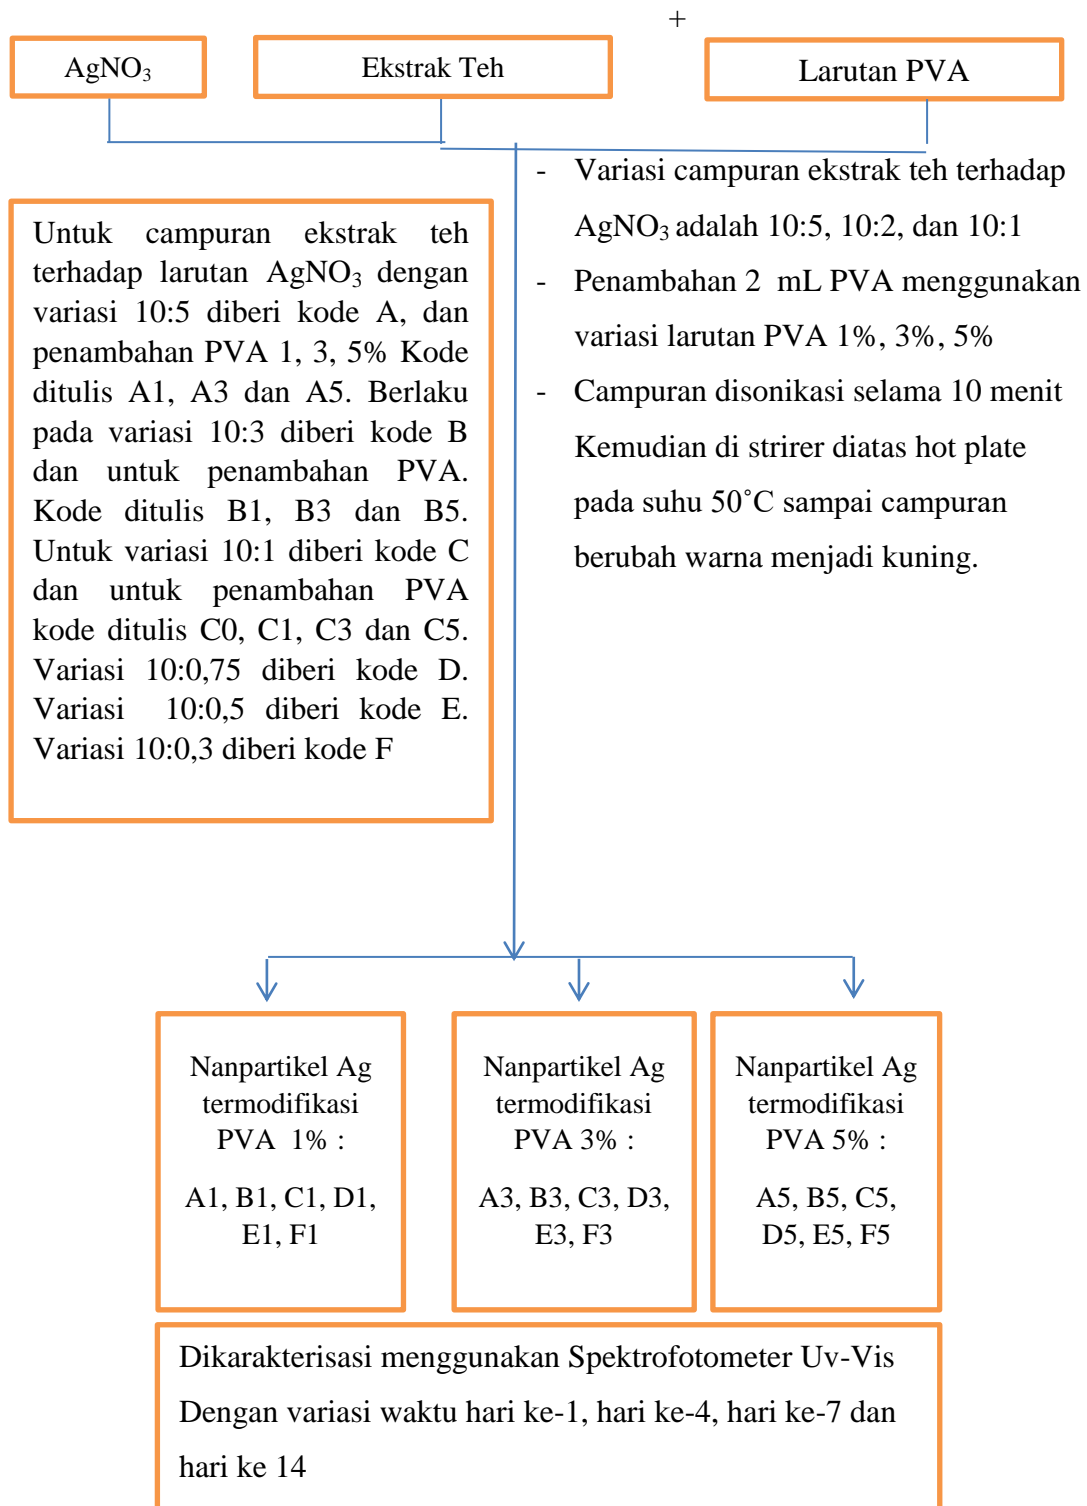 +
AgNO₃
Ekstrak Teh
Larutan PVA
Untuk campuran ekstrak teh
terhadap larutan AgNO₃ dengan
variasi 10:5 diberi kode A, dan
penambahan PVA 1, 3, 5% Kode
ditulis A1, A3 dan A5. Berlaku
pada variasi 10:3 diberi kode B
dan untuk penambahan PVA.
Kode ditulis B1, B3 dan B5.
Untuk variasi 10:1 diberi kode C
dan untuk penambahan PVA
kode ditulis C0, C1, C3 dan C5.
Variasi 10:0,75 diberi kode D.
Variasi 10:0,5 diberi kode E.
Variasi 10:0,3 diberi kode F
- Variasi campuran ekstrak teh terhadap
AgNO₃ adalah 10:5, 10:2, dan 10:1
- Penambahan 2 mL PVA menggunakan
variasi larutan PVA 1%, 3%, 5%
- Campuran disonikasi selama 10 menit
Kemudian di strirer diatas hot plate
pada suhu 50˚C sampai campuran
berubah warna menjadi kuning.
Nanpartikel Ag
termodifikasi
PVA 1% :
A1, B1, C1, D1,
E1, F1
Nanpartikel Ag
termodifikasi
PVA 3% :
A3, B3, C3, D3,
E3, F3
Nanpartikel Ag
termodifikasi
PVA 5% :
A5, B5, C5,
D5, E5, F5
Dikarakterisasi menggunakan Spektrofotometer Uv-Vis
Dengan variasi waktu hari ke-1, hari ke-4, hari ke-7 dan
hari ke 14